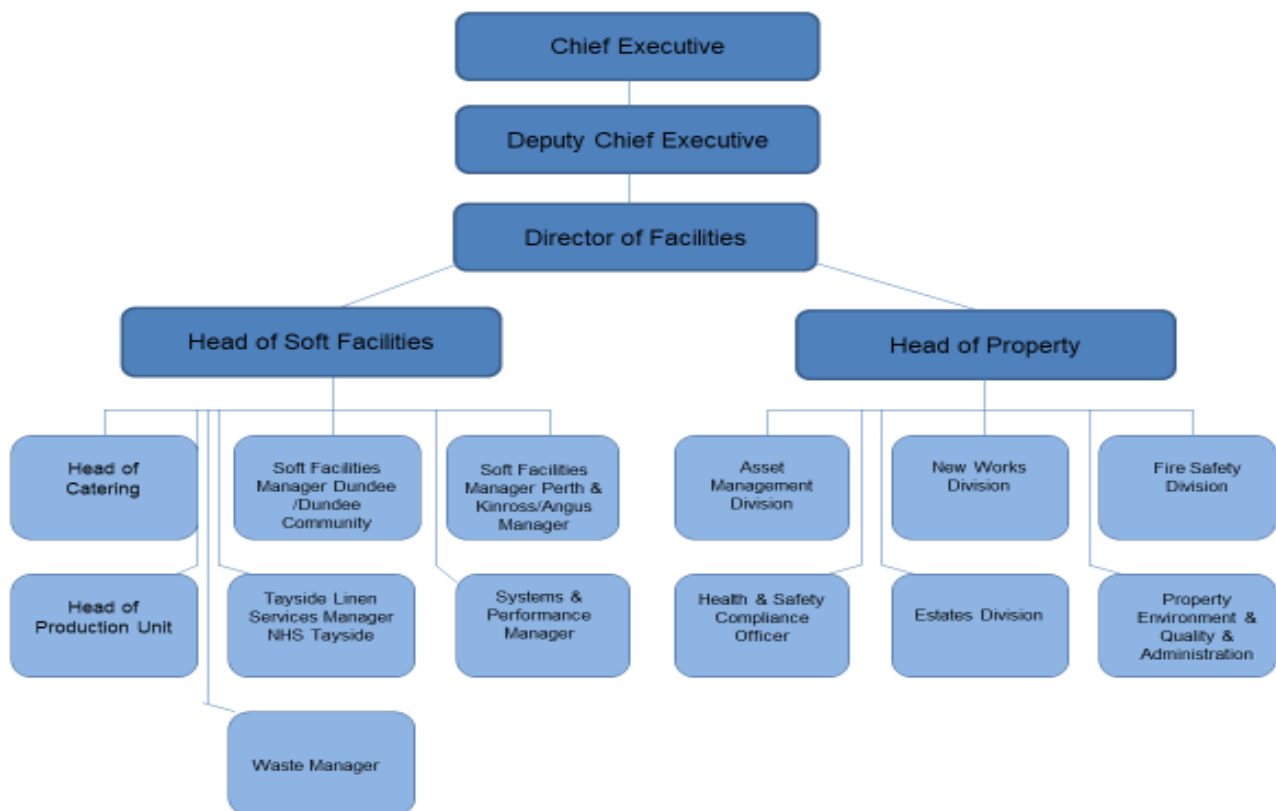 Chief Executive
Deputy Chief Executive
Director of Facilities
Head of Soft Facilities
Head of Property
Head of
Catering
Soft Facilities
Manager Dundee
/Dundee
Community
Soft Facilities
Manager Perth &
Kinross/Angus
Manager
Asset
Management
Division
New Works
Division
Fire Safety
Division
Head of
Production Unit
Tayside Linen
Services Manager
NHS Tayside
Systems &
Performance
Manager
Health & Safety
Compliance
Officer
Estates Division
Property
Environment &
Quality &
Administration
Waste Manager